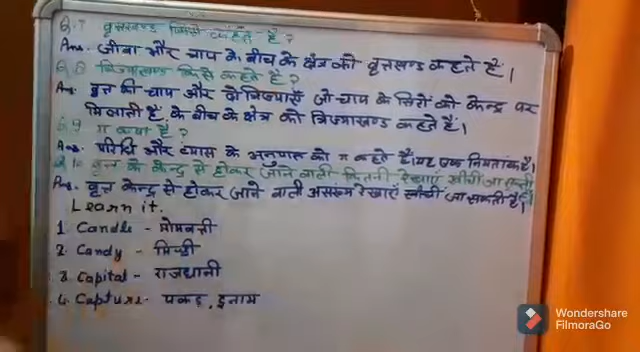 Q.7 वृत्तखण्ड किसे कहते है?
Ans. जीवा और चाप के बीच के क्षेत्र को वृत्तखण्ड कहते हैं।
Q.8 त्रिज्याखण्ड किसे कहते है?
Ans. वृत्त की चाप और दो त्रिज्याएँ जो चाप के सिरों को केन्द्र पर
मिलाती है, के बीच के क्षेत्र को त्रिज्याखण्ड कहते हैं।
Q.9 π क्या है?
Ans. परिधि और व्यास के अनुपात को π कहते हैं। यह एक नियतांक है।
Q.10 वृत्त के केन्द्र से होकर जाने वाली कितनी रेखाएँ खींची जा सकती
Ans. वृत्त केन्द्र से होकर जाने वाली असंख्य रेखाएँ खींची जा सकती है।
Learn it.
1. Candle - मोमबत्ती
2. Candy - मिश्री
3. Capital - राजधानी
4. Capture - पकड़, इनाम
Wondershare
FilmoraGo